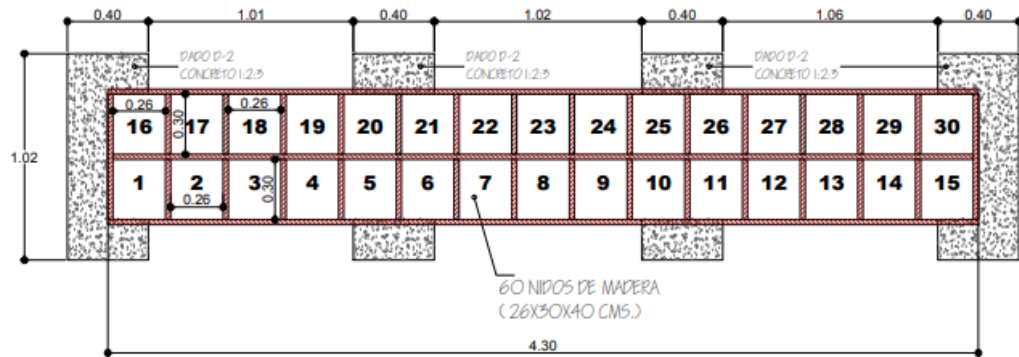 0.40 1.01 0.40 1.02 0.40 1.06 0.40
DADO D-2
CONCRETO 1:2:3
DADO D-2
CONCRETO 1:2:3
DADO D-2
CONCRETO 1:2:3
0.26 0.30 0.26
16 17 18 19 20 21 22 23 24 25 26 27 28 29 30
1.02
1 2 3 4 5 6 7 8 9 10 11 12 13 14 15
0.26 0.30
60 NIDOS DE MADERA
(26X30X40 CMS.)
4.30